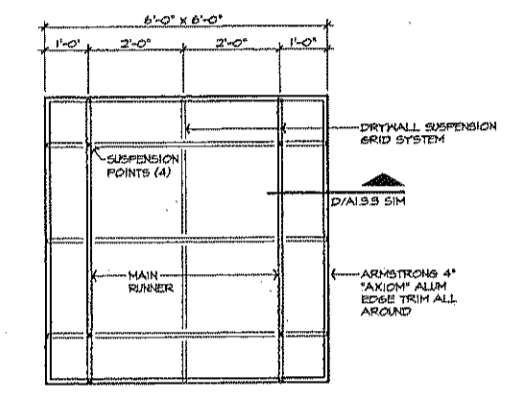 6'-0" x 6'-0"
1'-0" 2'-0" 2'-0" 1'-0"
DRYWALL SUSPENSION
GRID SYSTEM
SUSPENSION
POINTS (4)
D/A1.33 SIM
MAIN
RUNNER
ARMSTRONG 4"
"AXIOM" ALUM
EDGE TRIM ALL
AROUND